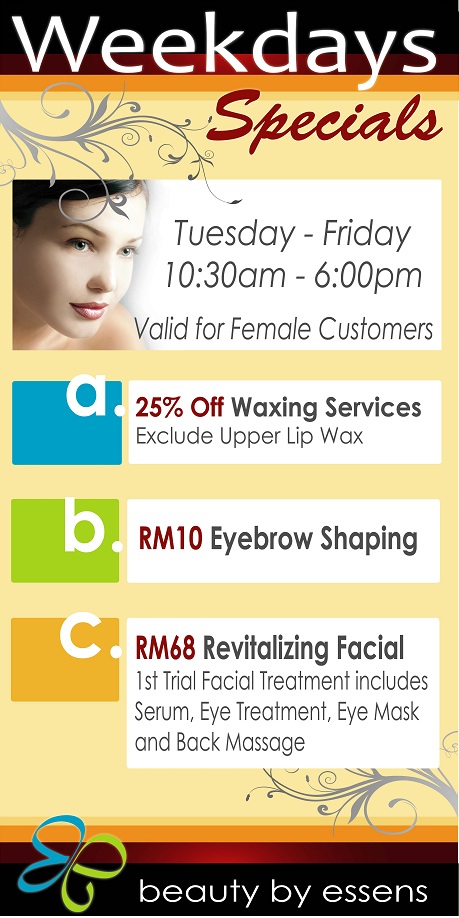 Weekdays
Specials
Tuesday - Friday
10:30am - 6:00pm
Valid for Female Customers
a.
25% Off Waxing Services
Exclude Upper Lip Wax
b.
RM10 Eyebrow Shaping
c.
RM68 Revitalizing Facial
1st Trial Facial Treatment includes
Serum, Eye Treatment, Eye Mask
and Back Massage
beauty by essens